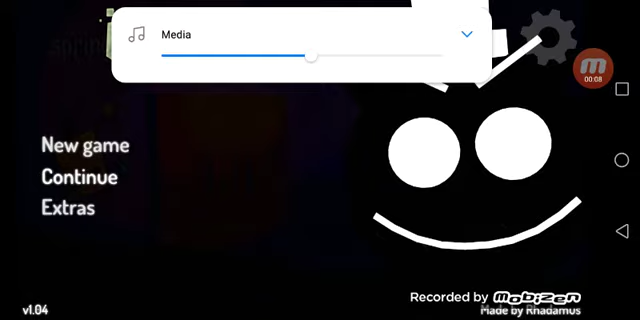 Media
00:08
New game
Continue
Extras
Recorded by mobizen
v1.04
Made by Rhadamus